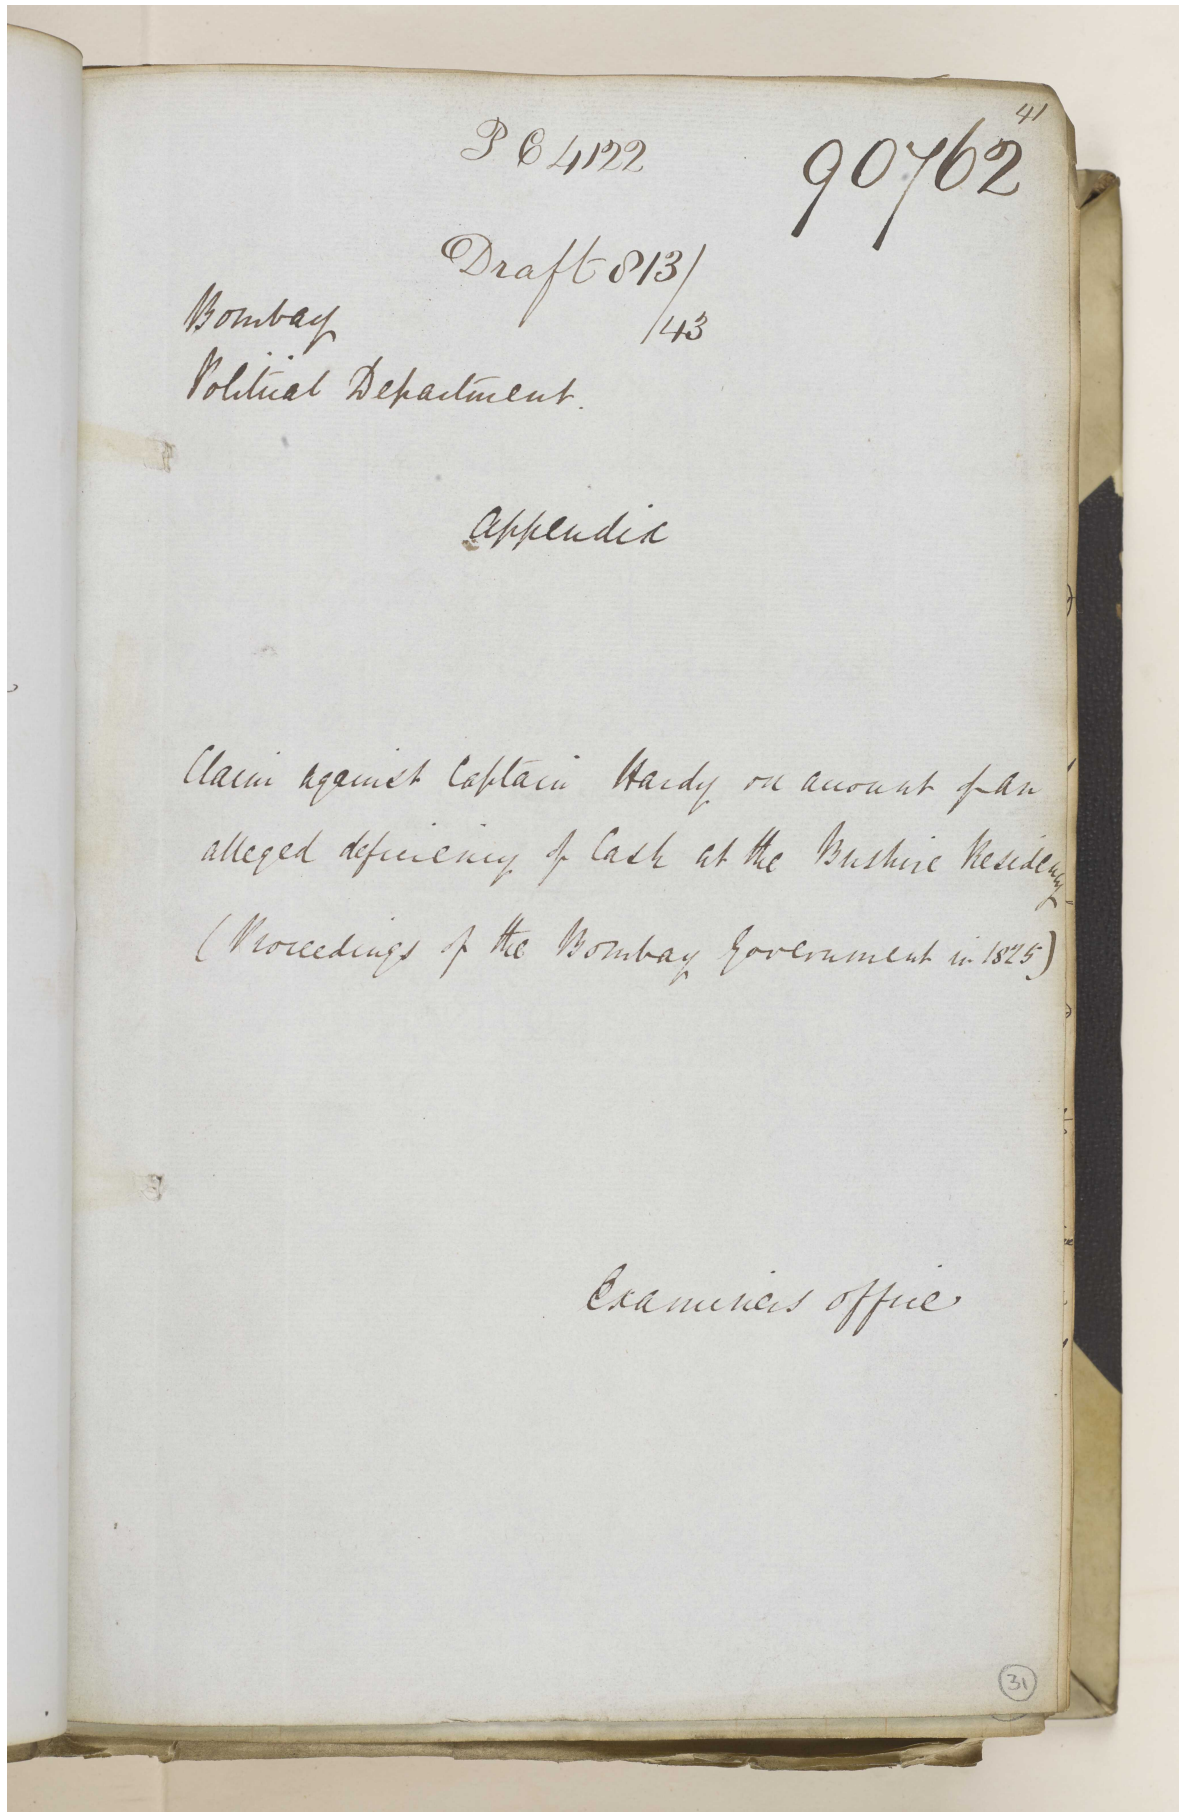 41
P C 4122
90762
Draft 813/
/43
Bombay
Political Department.
Appendix
Claim against Captain Hardy on account of an
alleged deficiency of Cash at the Bushire Residency
(Proceedings of the Bombay Government in 1825)
Examiners office
31